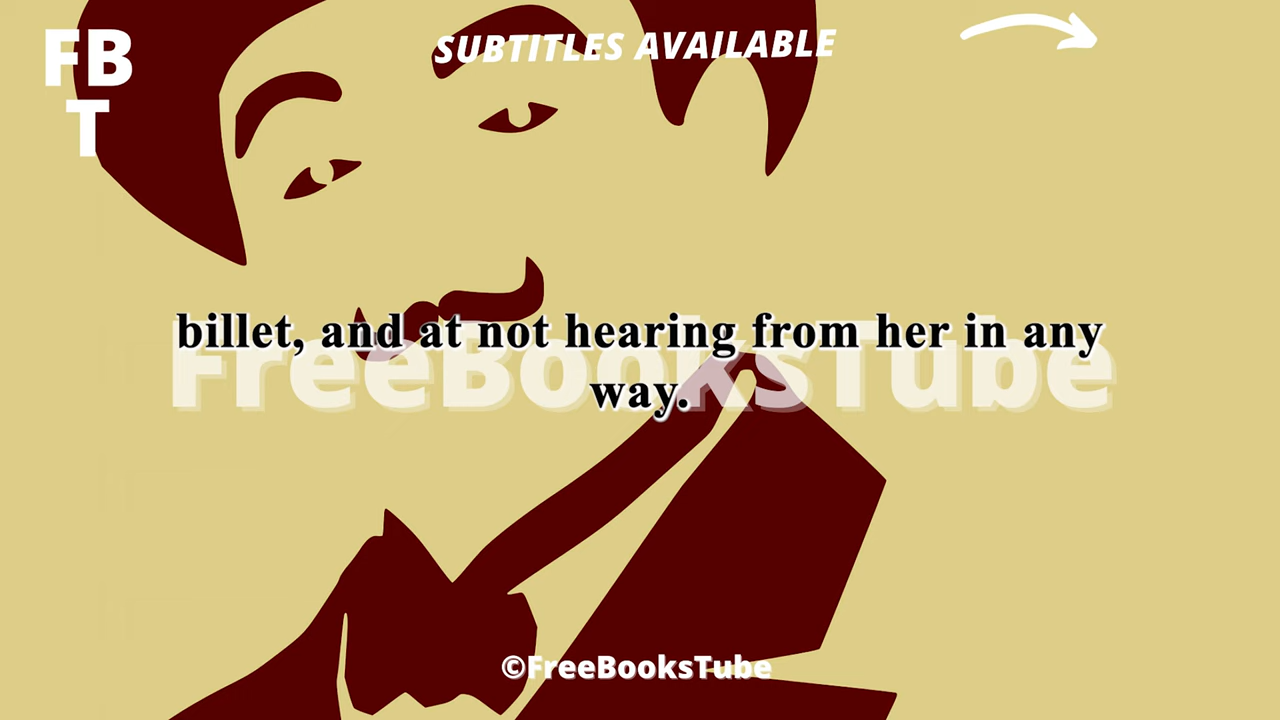 FB
T
SUBTITLES AVAILABLE
billet, and at not hearing from her in any
way.
FreeBooksTube
©FreeBooksTube